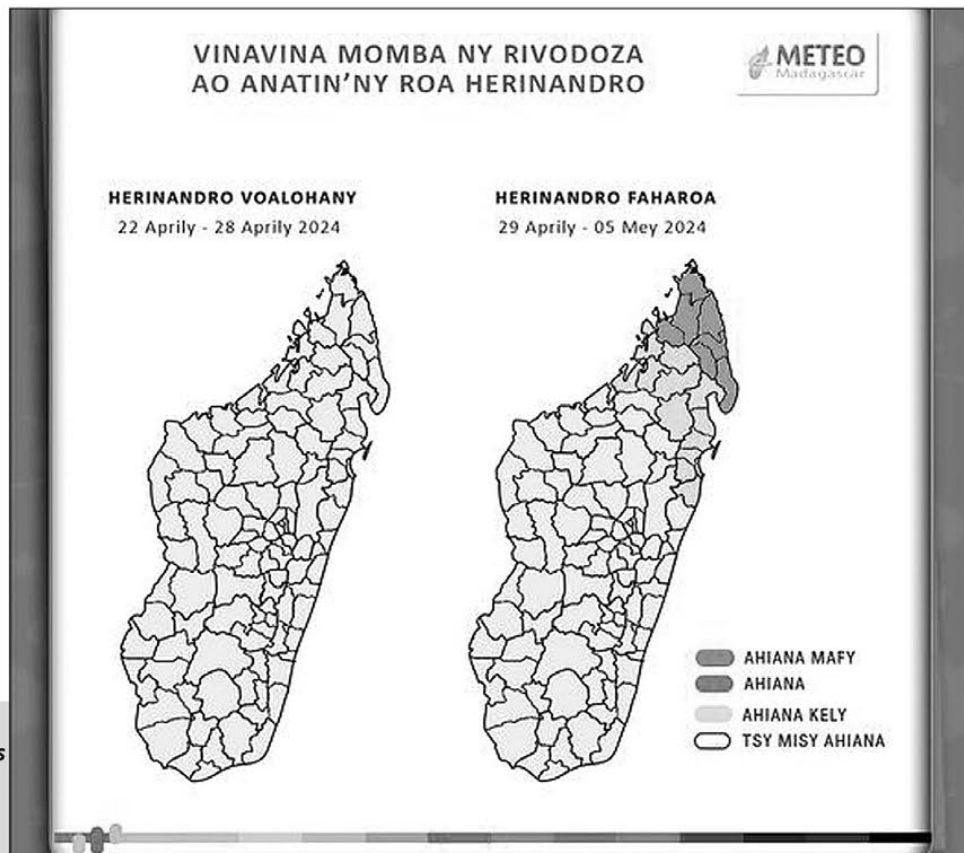 VINAVINA MOMBA NY RIVODOZA
AO ANATIN'NY ROA HERINANDRO
METEO
Madagascar
HERINANDRO VOALOHANY
22 Aprily - 28 Aprily 2024
HERINANDRO FAHAROA
29 Aprily - 05 Mey 2024
AHIANA MAFY
AHIANA
AHIANA KELY
TSY MISY AHIANA